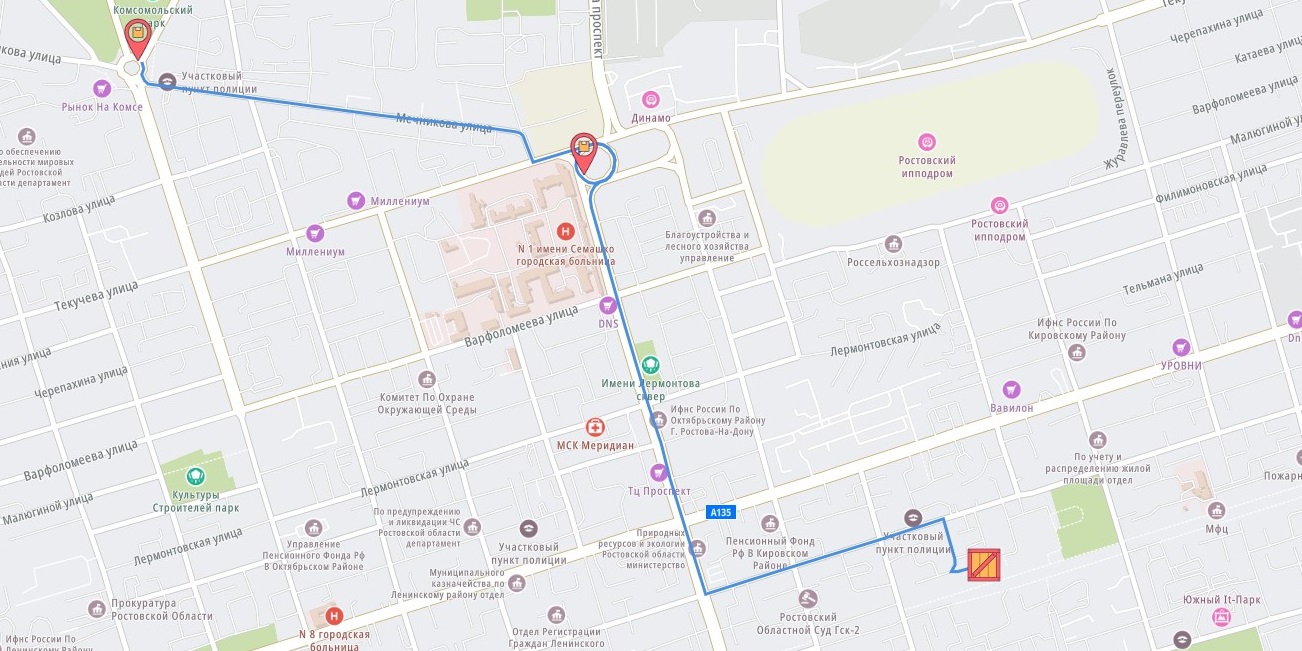 Комсомольский
парк
а проспект
Черепахина улица
Катаева улица
Варфоломеева улица
Малюгиной ул
Журавлева переулок
кова улица
Участковый
пункт полиции
Рынок На Комсе
Мечникова улица
Динамо
Ростовский
ипподром
о обеспечению
тельности мировых
дей Ростовской
сти департамент
Филимоновская улица
Козлова улица
Миллениум
Миллениум
N 1 имени Семашко
городская больница
Благоустройства и
лесного хозяйства
управление
Ростовский
ипподром
Россельхознадзор
Текучева улица
Тельмана улица
DNS
Варфоломеева улица
Лермонтовская улица
Ифнс России По
Кировскому Району
УРОВНИ
Dn
ния улица
Черепахина улица
Имени Лермонтова
сквер
Комитет По Охране
Окружающей Среды
Вавилон
Ифнс России По
Октябрьскому Району
Г. Ростова-На-Дону
МСК Меридиан
Варфоломеева улица
Лермонтовская улица
Тц Проспект
По учету и
распределению жилой
площади отдел
Пожарн
Культуры
Строителей парк
Малюгиной улица
A135
Мфц
Лермонтовская улица
По предупреждению
и ликвидации ЧС
Ростовской области
департамент
Управление
Пенсионного Фонда Рф
В Октябрьском Районе
Участковый
пункт полиции
Природных
ресурсов и экологии
Ростовской области
министерство
Пенсионный Фонд
Рф В Кировском
Районе
Участковый
пункт полиции
Муниципального
казначейства по
Ленинскому району отдел
Прокуратура
Ростовской Области
N 8 городская
больница
Отдел Регистрации
Граждан Ленинского
Ростовский
Областной Суд Гск-2
Южный It-Парк
Ифнс России По
Ленинскому Району